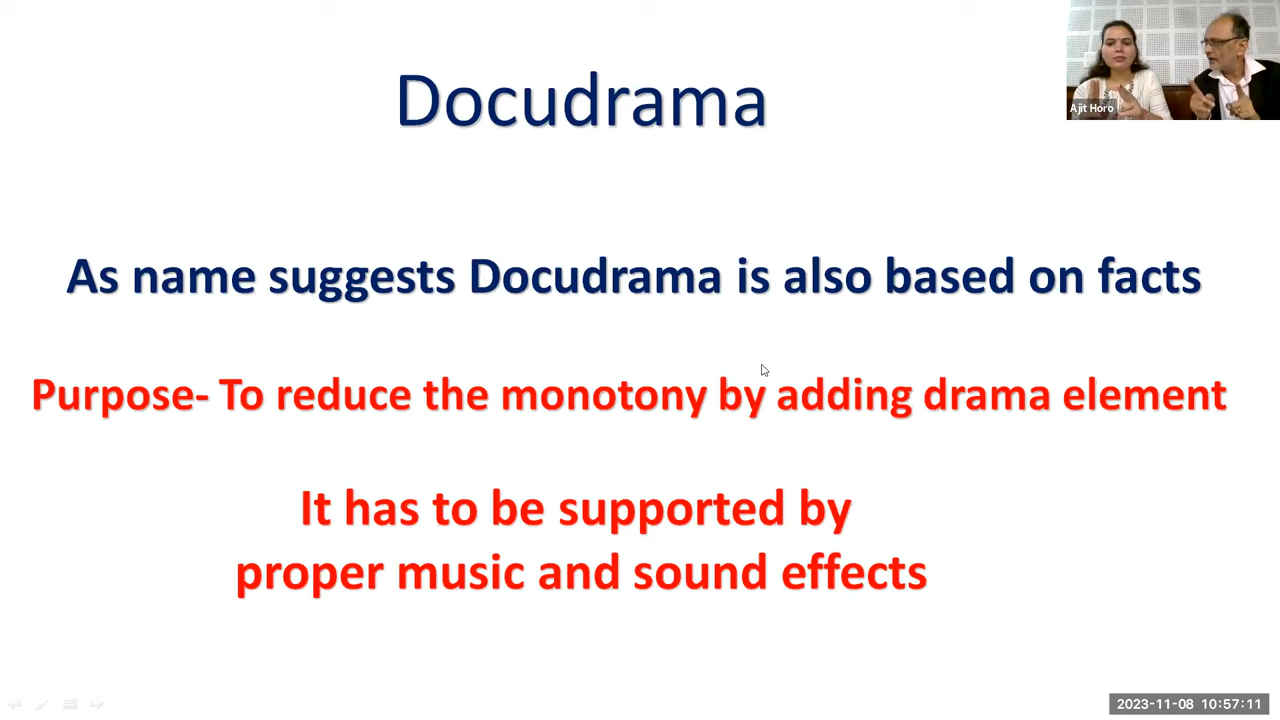 Docudrama
Ajit Horo
As name suggests Docudrama is also based on facts
Purpose- To reduce the monotony by adding drama element
It has to be supported by
proper music and sound effects
2023-11-08 10:57:11